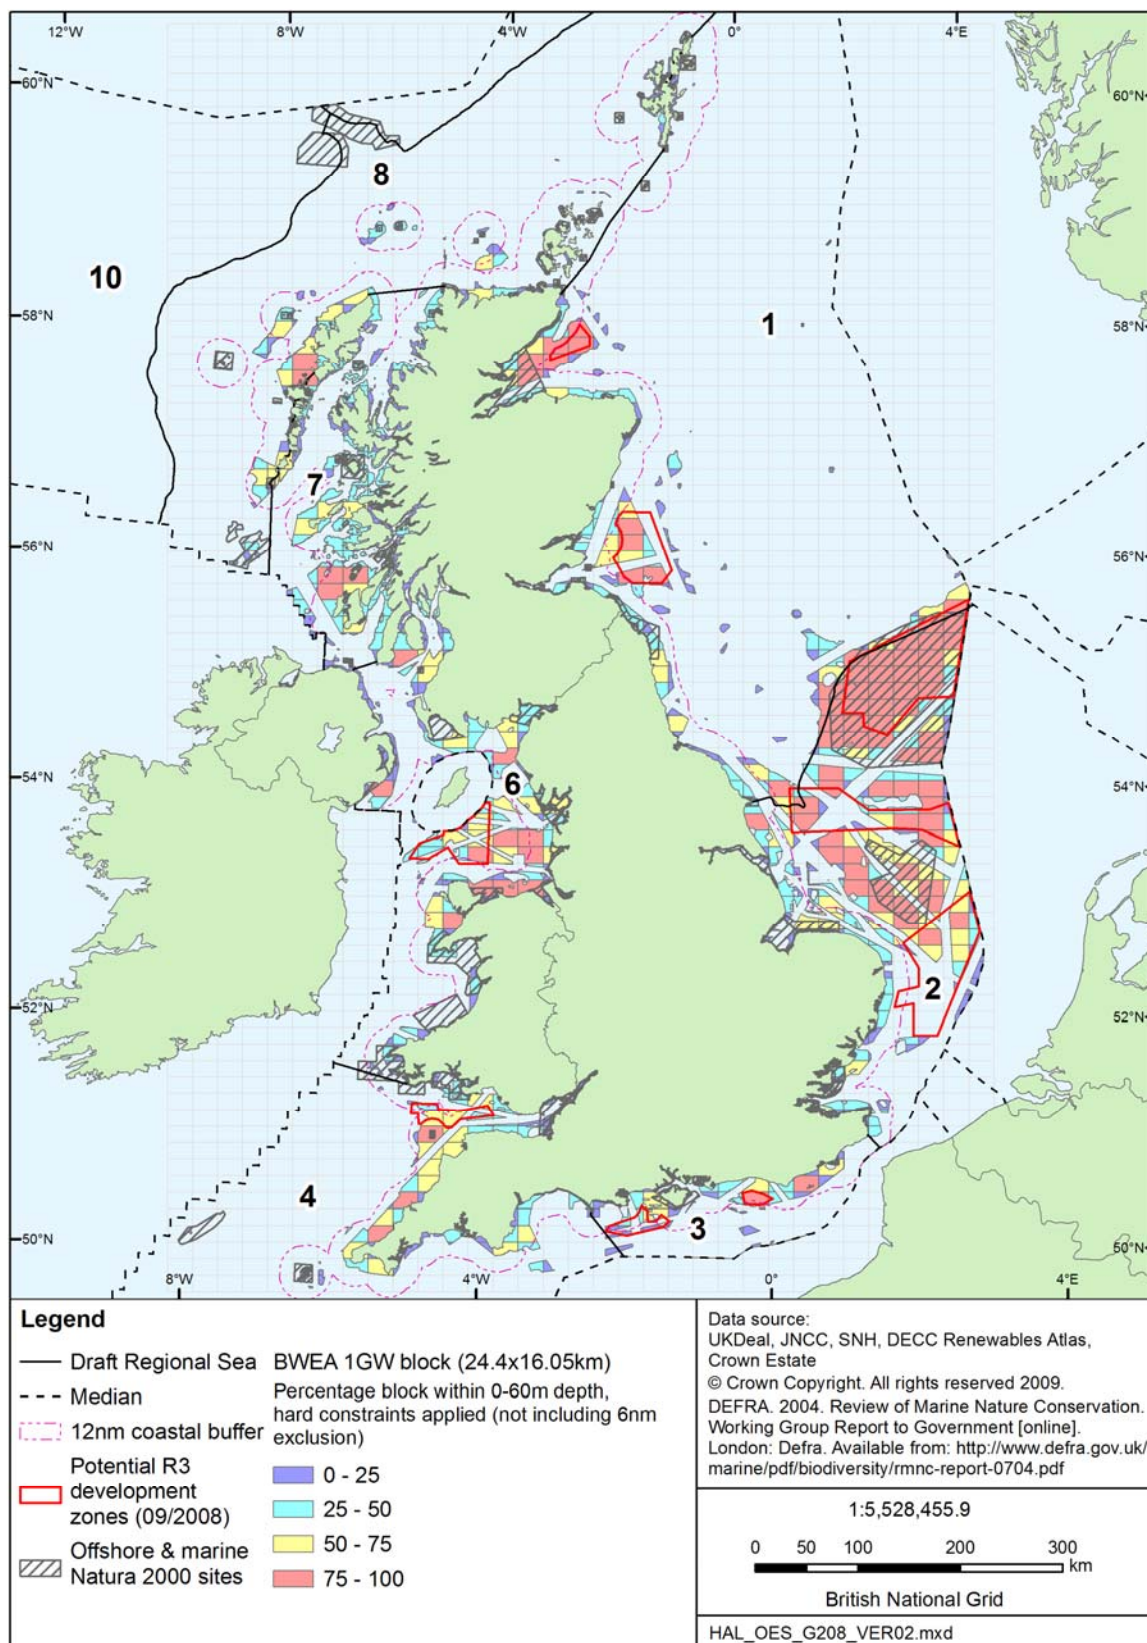 12°W 8°W 4°W 0° 4°E
60°N 60°N
8
10
1
58°N 58°N
7
56°N 56°N
54°N 54°N
6
2
52°N 52°N
4
3
50°N 50°N
8°W 4°W 0° 4°E
Legend
Draft Regional Sea
Median
12nm coastal buffer
Potential R3
development
zones (09/2008)
Offshore & marine
Natura 2000 sites
BWEA 1GW block (24.4x16.05km)
Percentage block within 0-60m depth,
hard constraints applied (not including 6nm
exclusion)
0 - 25
25 - 50
50 - 75
75 - 100
Data source:
UKDeal, JNCC, SNH, DECC Renewables Atlas,
Crown Estate
© Crown Copyright. All rights reserved 2009.
DEFRA. 2004. Review of Marine Nature Conservation.
Working Group Report to Government [online].
London: Defra. Available from: http://www.defra.gov.uk/
marine/pdf/biodiversity/rmnc-report-0704.pdf
1:5,528,455.9
0 50 100 200 300
km
British National Grid
HAL_OES_G208_VER02.mxd